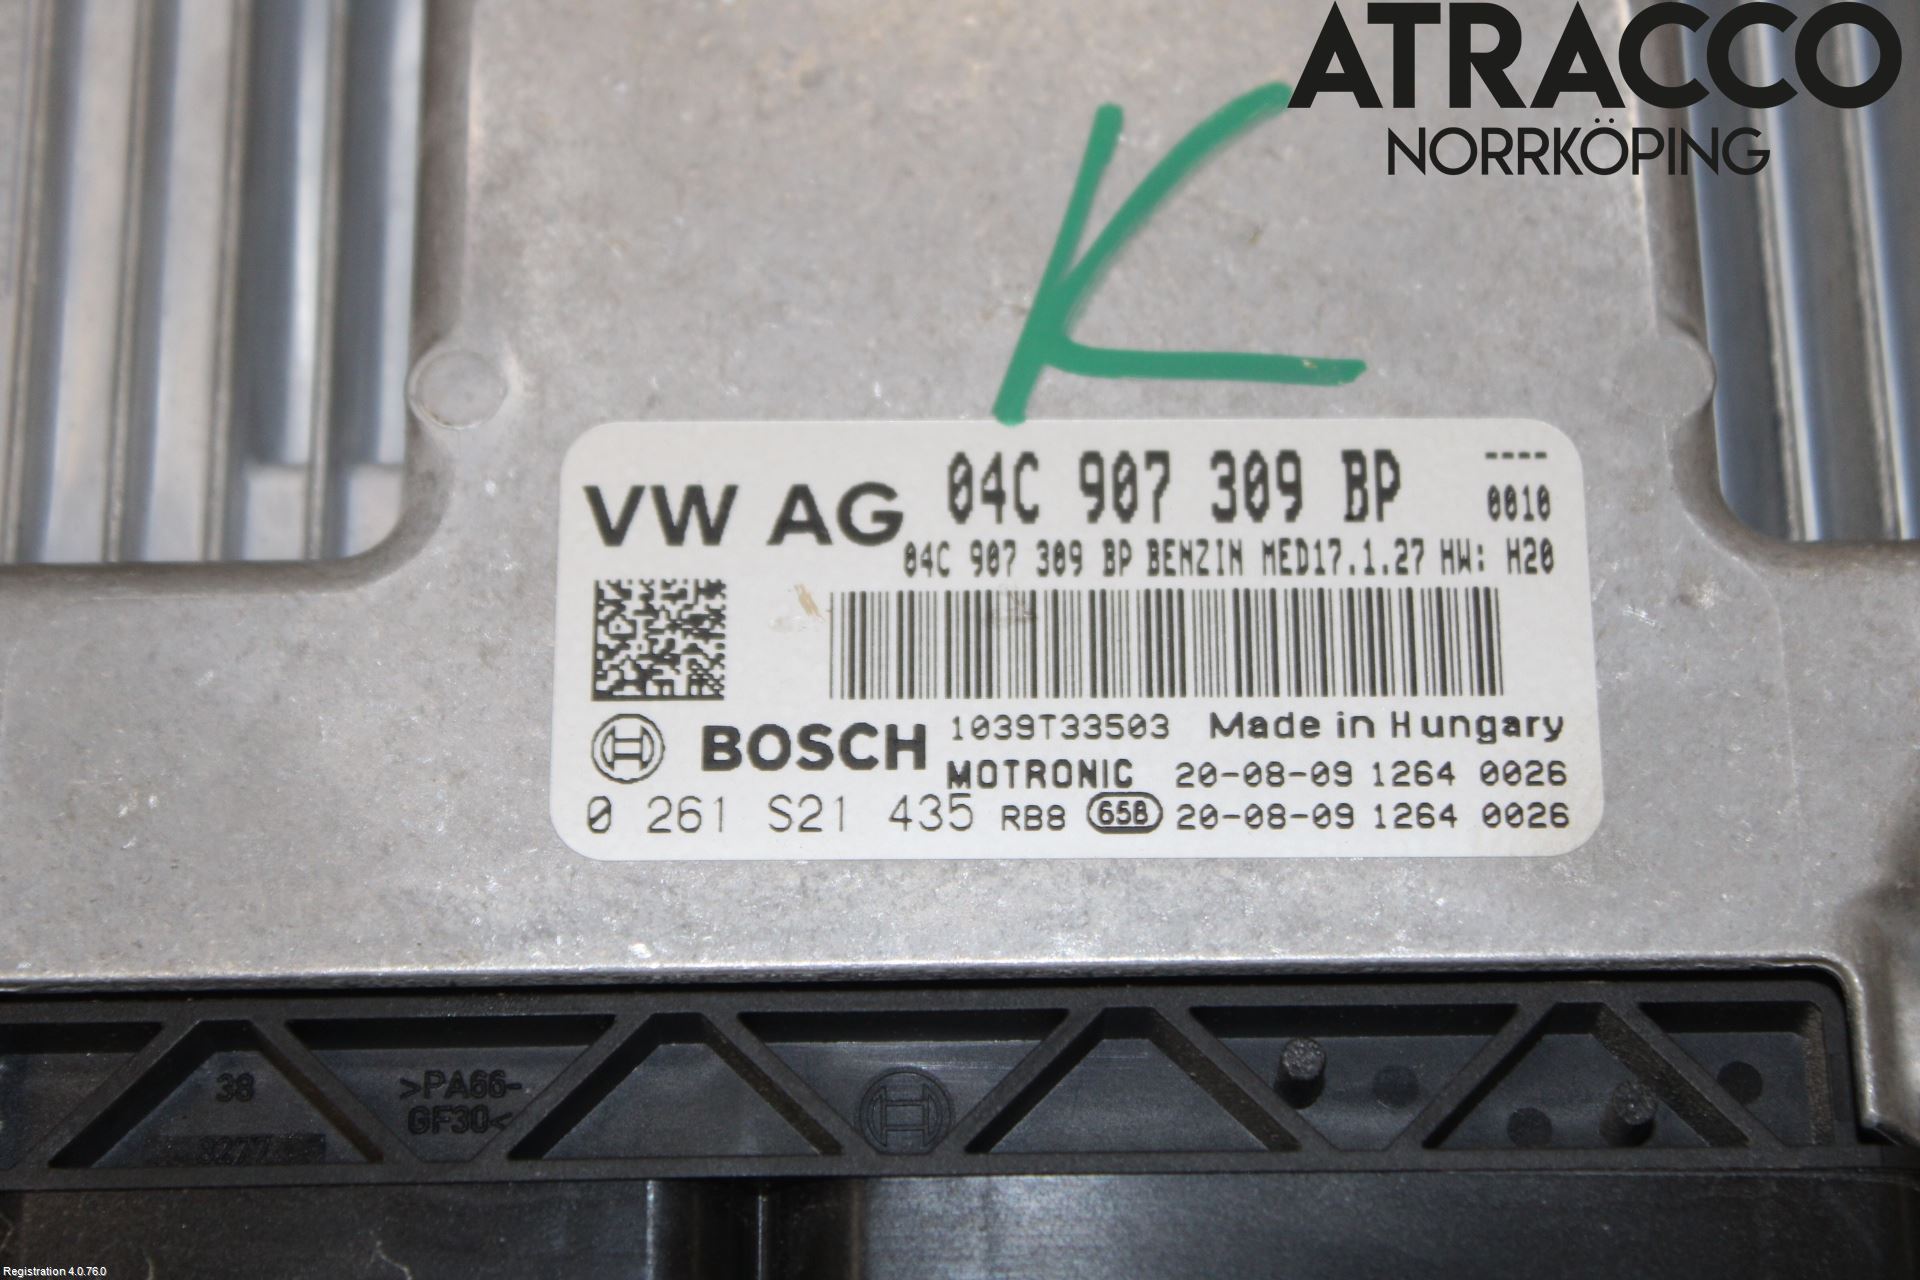 ATRACCO
NORRKÖPING
K
VW AG 04C 907 309 BP ----
0010
04C 907 309 BP BENZIN MED17.1.27 HW: H20
BOSCH 1039T33503 Made in Hungary
MOTRONIC 20-08-09 1264 0026
0 261 S21 435 RB8 658 20-08-09 1264 0026
38 >PA66-
GF30<
Registration 4.0.76.0